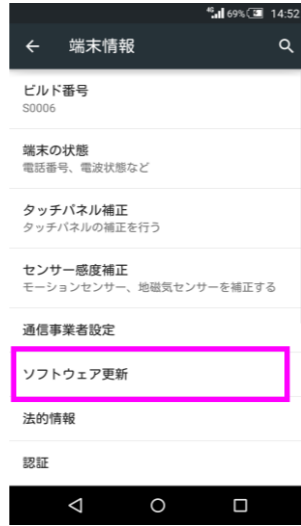 4G 69% 14:52
端末情報
ビルド番号
S0006
端末の状態
電話番号、電波状態など
タッチパネル補正
タッチパネルの補正を行う
センサー感度補正
モーションセンサー、地磁気センサーを補正する
通信事業者設定
ソフトウェア更新
法的情報
認証